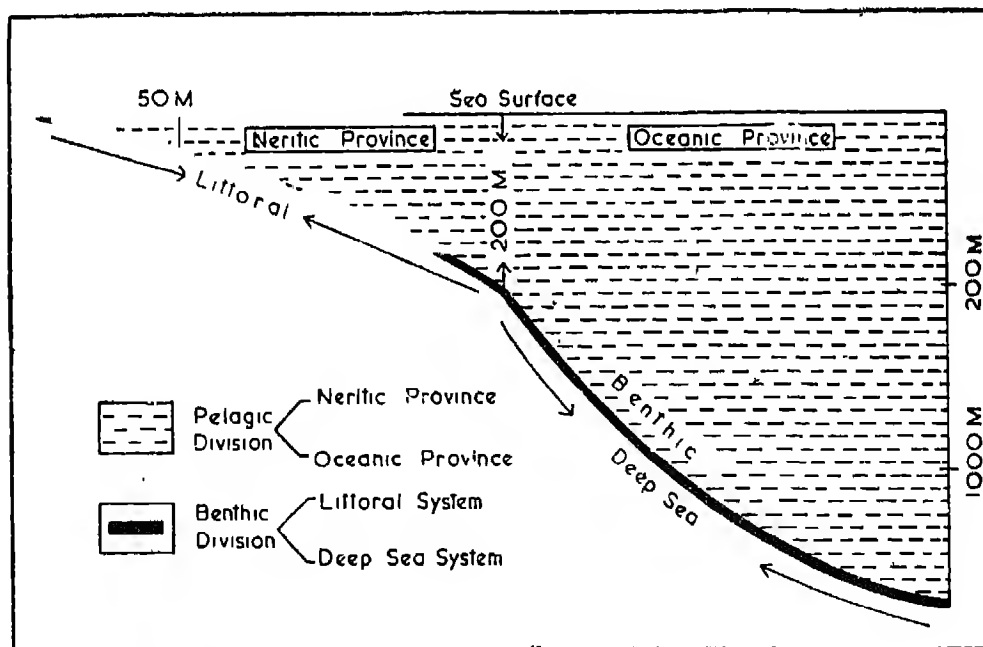 50 M
Sea Surface
Neritic Province
Oceanic Province
Littoral
200 M
200 M
Benthic
Deep Sea
1000 M
Pelagic
Division
Neritic Province
Oceanic Province
Benthic
Division
Littoral System
Deep Sea System